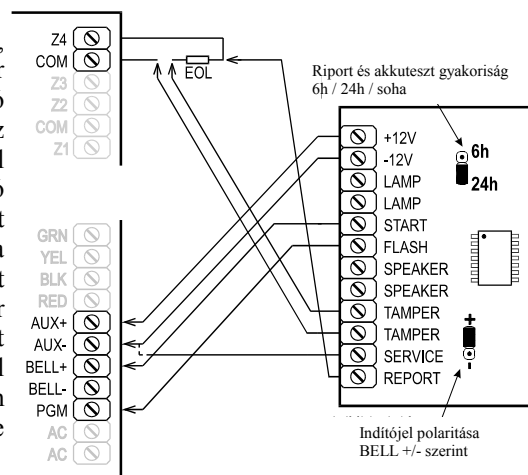 Z4
COM
Z3
Z2
COM
Z1
EOL
GRN
YEL
BLK
RED
AUX+
AUX-
BELL+
BELL-
PGM
AC
AC
Riport és akkuteszt gyakoriság
6h / 24h / soha
+12V
-12V
LAMP
LAMP
START
FLASH
SPEAKER
SPEAKER
TAMPER
TAMPER
SERVICE
REPORT
6h
24h
+
-
Indítójel polaritása
BELL +/- szerint